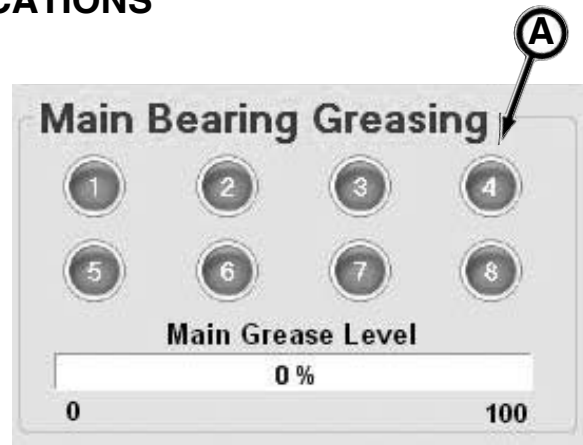 CATIONS
A
Main Bearing Greasing
1 2 3 4
5 6 7 8
Main Grease Level
0 %
0 100